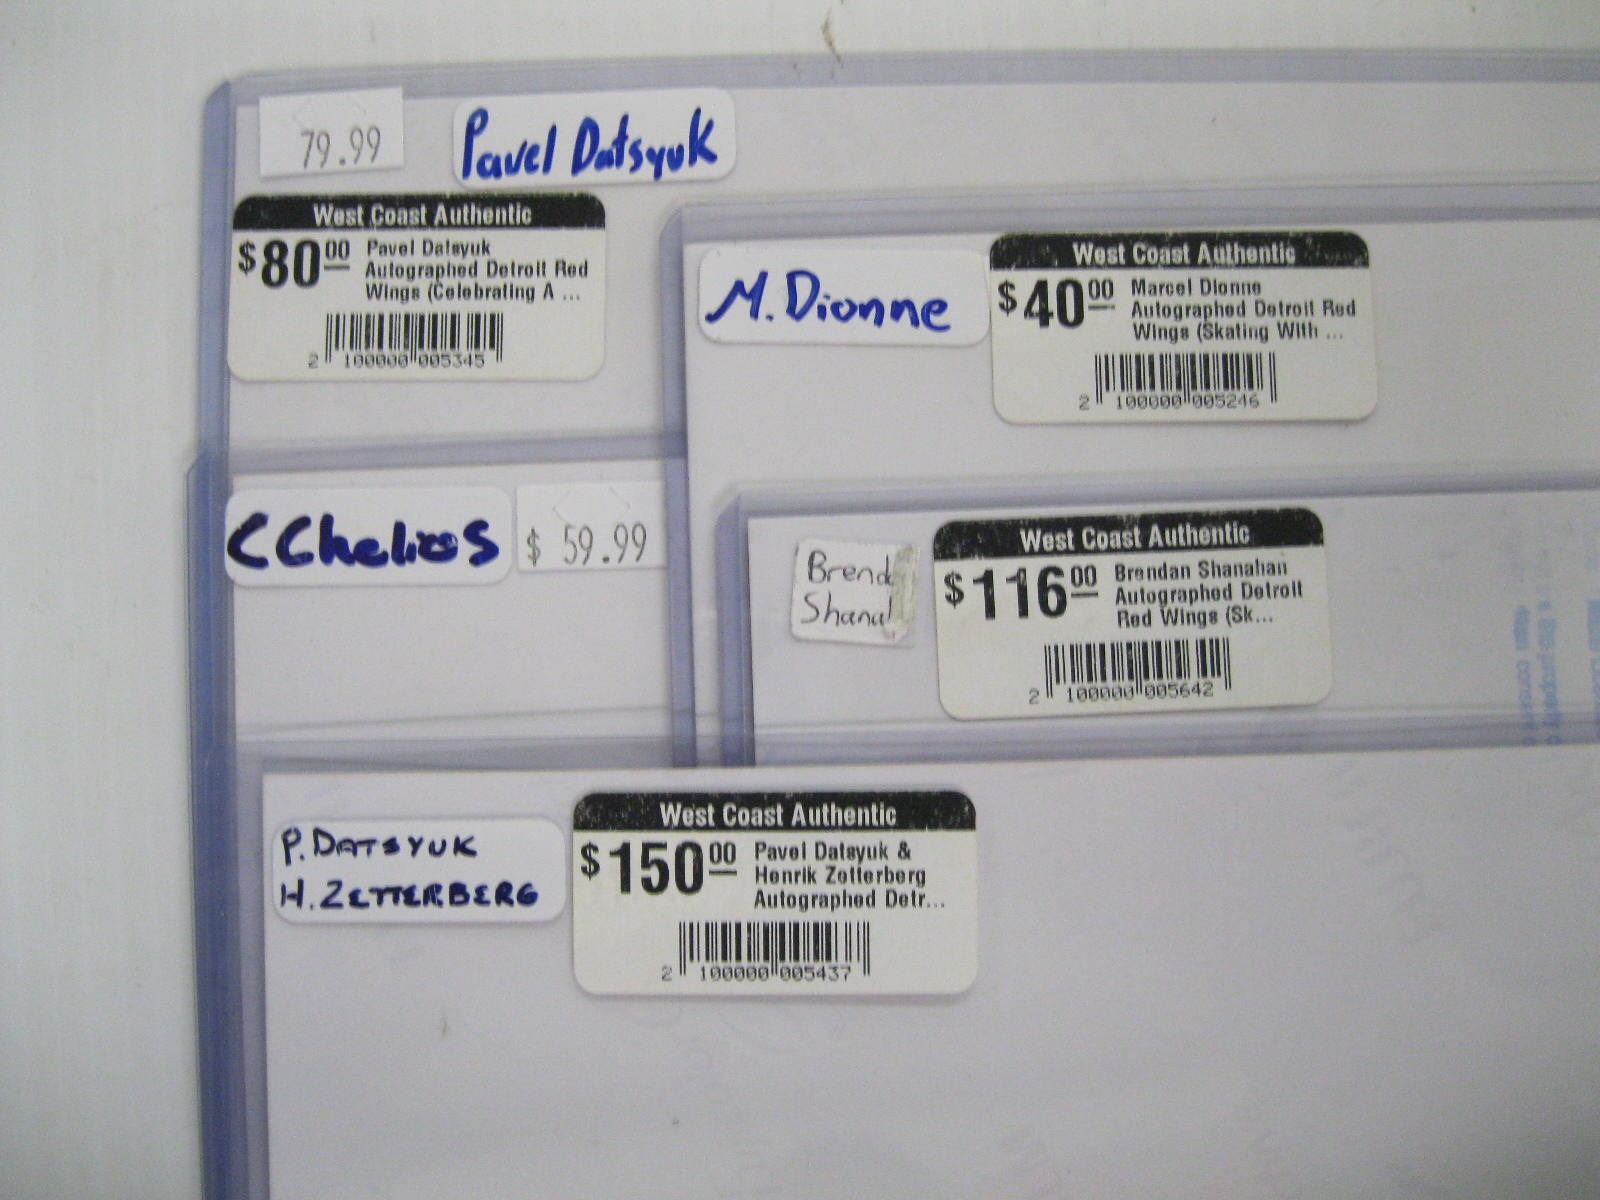 79.99
Pavel Datsyuk
West Coast Authentic
$80.00
Pavel Datsyuk
Autographed Detroit Red
Wings (Celebrating A ...
2 100000 005345
M. Dionne
West Coast Authentic
$40.00
Marcel Dionne
Autographed Detroit Red
Wings (Skating With ...
2 100000 005246
C Chelios
$ 59.99
Brend
Shana
West Coast Authentic
$116.00
Brendan Shanahan
Autographed Detroit
Red Wings (Sk...
2 100000 005642
P. DATSYUK
H. ZETTERBERG
West Coast Authentic
$150.00
Pavel Datsyuk &
Henrik Zetterberg
Autographed Detr...
2 100000 005437